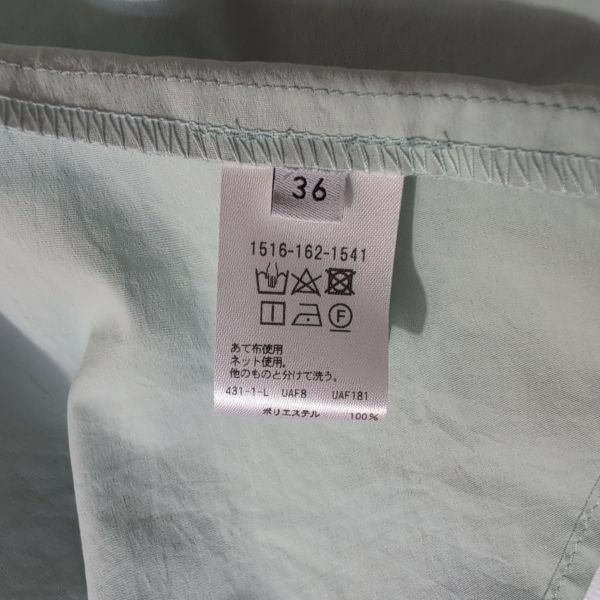 36
1516-162-1541
F
あて布使用
ネット使用。
他のものと分けて洗う。
431-1-L UAF8 UAF181
ポリエステル 100%